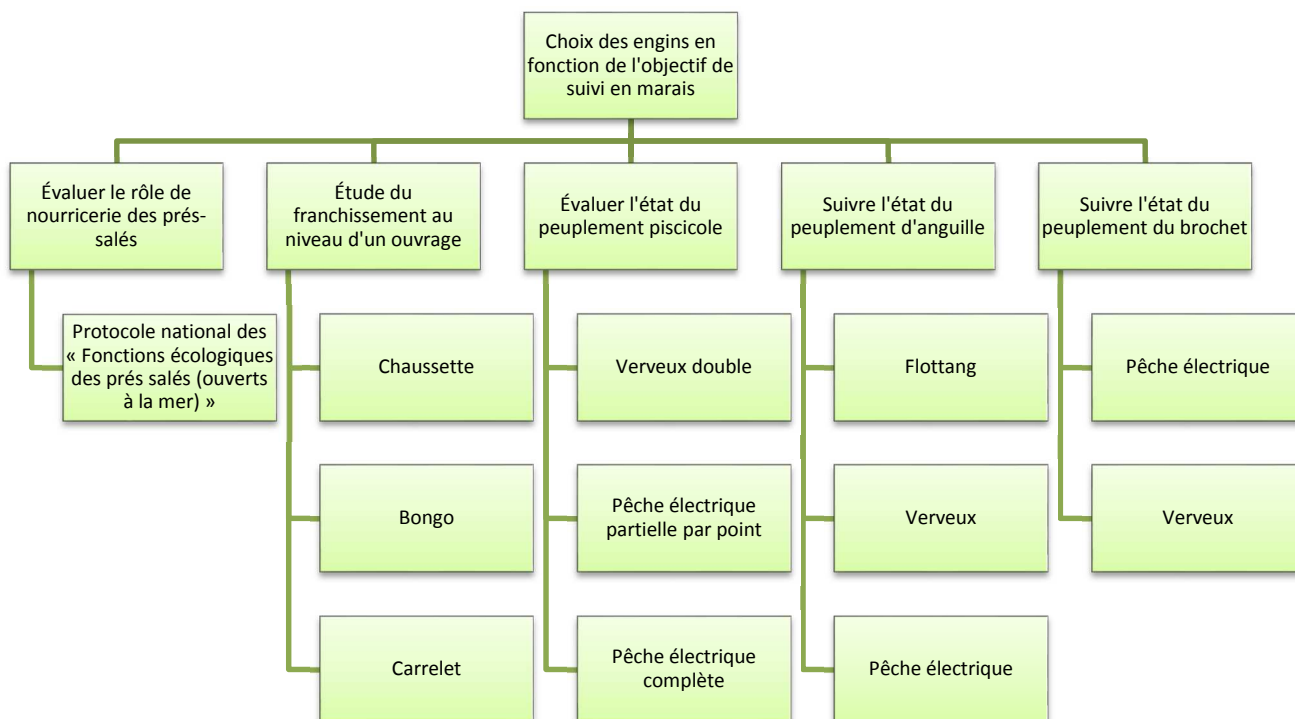 Choix des engins en
fonction de l'objectif de
suivi en marais
Évaluer le rôle de
nourricerie des prés-
salés
Protocole national des
« Fonctions écologiques
des prés salés (ouverts
à la mer) »
Étude du
franchissement au
niveau d'un ouvrage
Chaussette
Bongo
Carrelet
Évaluer l'état du
peuplement piscicole
Verveux double
Pêche électrique
partielle par point
Pêche électrique
complète
Suivre l'état du
peuplement d'anguille
Flottang
Verveux
Pêche électrique
Suivre l'état du
peuplement du brochet
Pêche électrique
Verveux